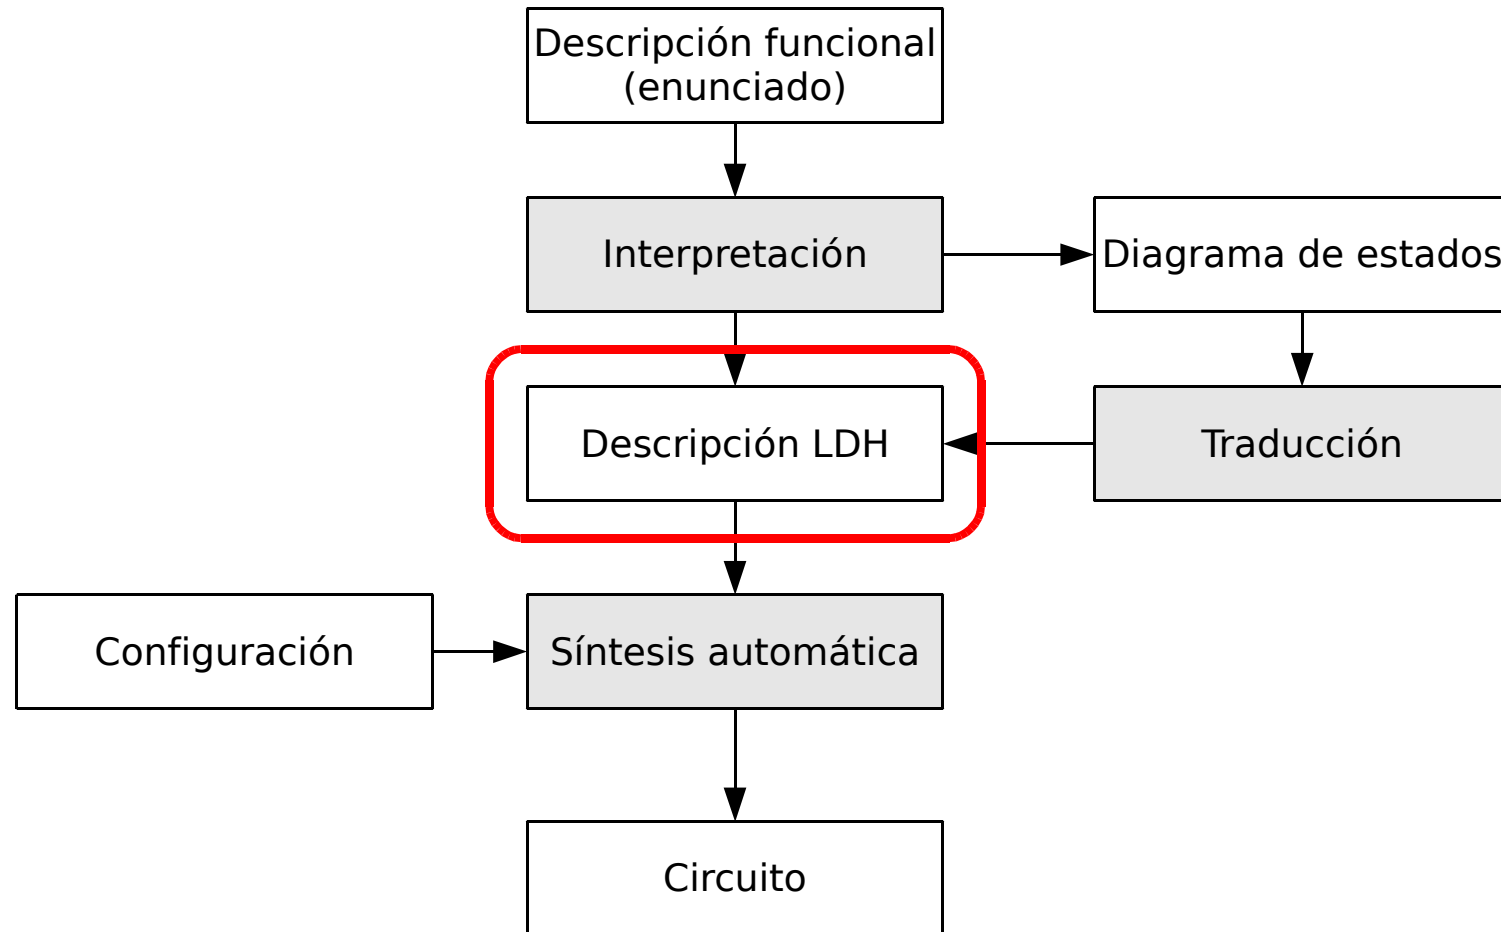 Descripción funcional
(enunciado)
Interpretación
Diagrama de estados
Descripción LDH
Traducción
Configuración
Síntesis automática
Circuito